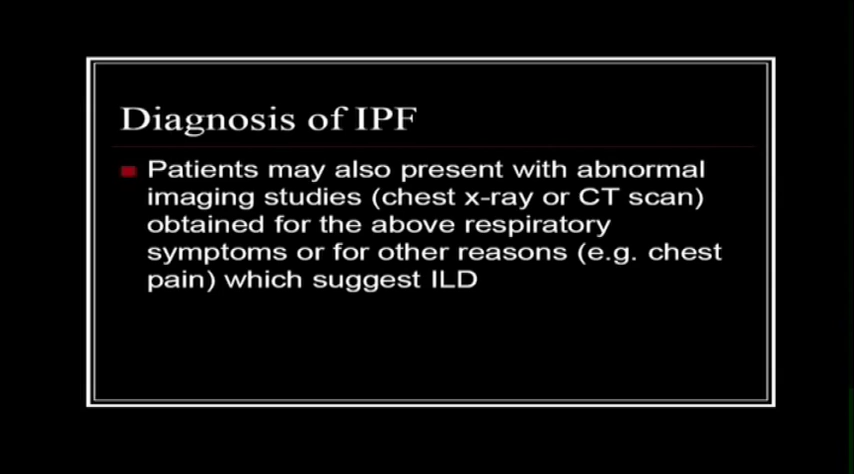 Diagnosis of IPF
Patients may also present with abnormal
imaging studies (chest x-ray or CT scan)
obtained for the above respiratory
symptoms or for other reasons (e.g. chest
pain) which suggest ILD